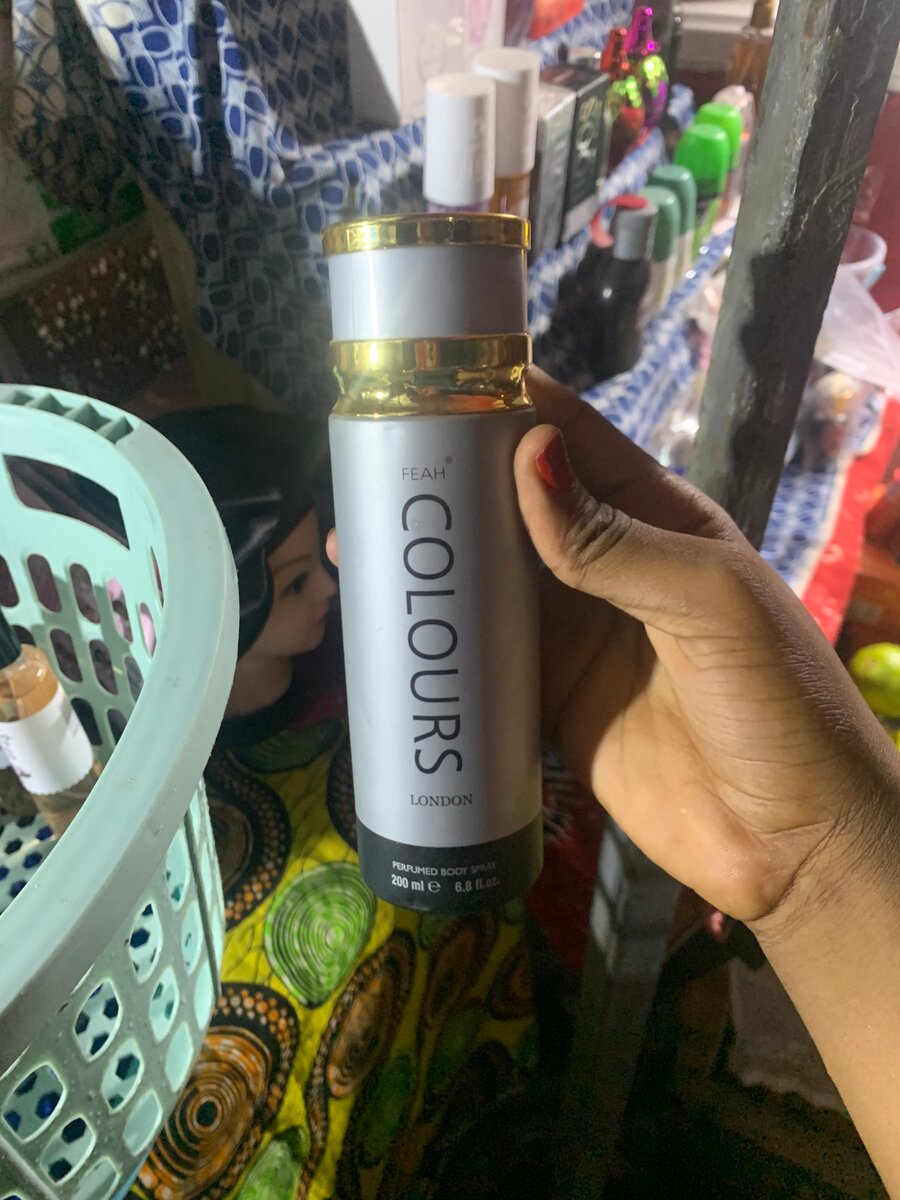 FEAH®
COLOURS
LONDON
PERFUMED BODY SPRAY
200 ml e 6.8 fl.oz.